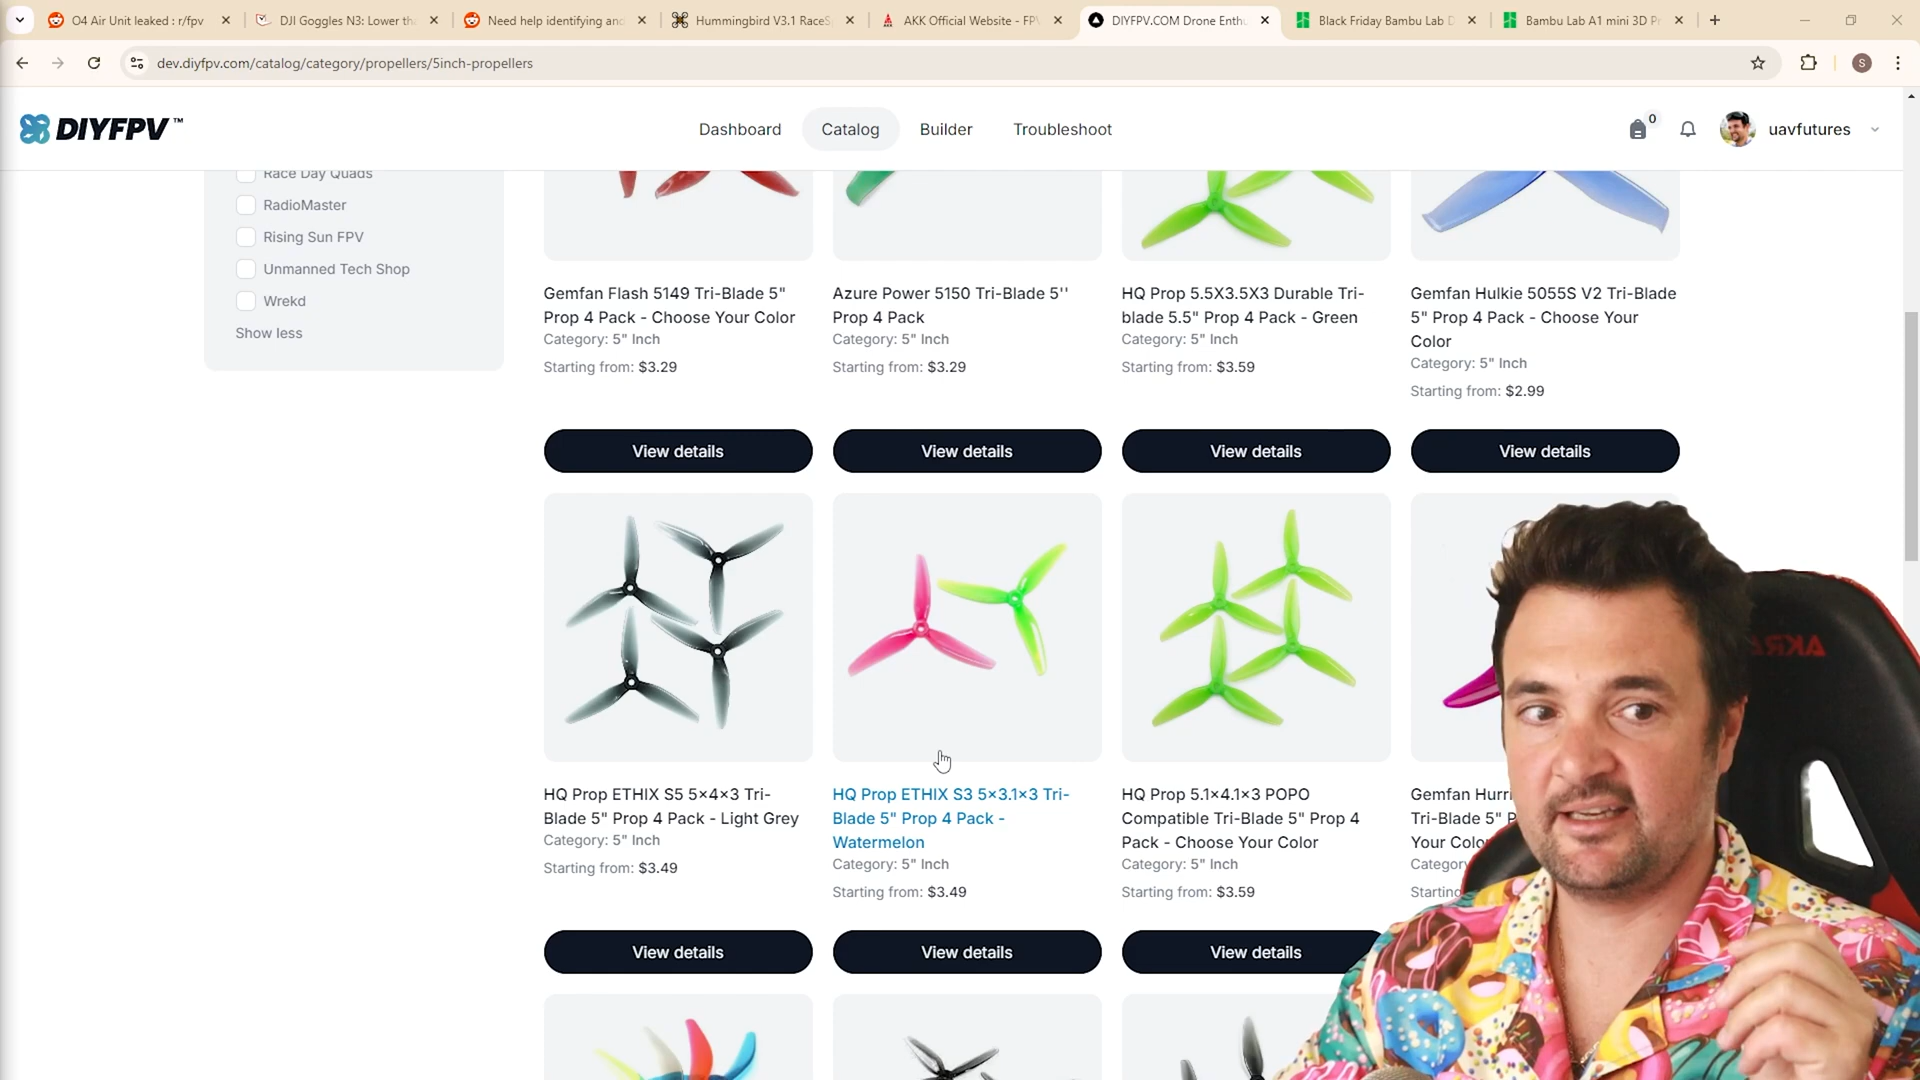 O4 Air Unit leaked : r/fpv
DJI Goggles N3: Lower th
Need help identifying and
Hummingbird V3.1 RaceS
AKK Official Website - FPV
DIYFPV.COM Drone Enthu
Black Friday Bambu Lab D
Bambu Lab A1 mini 3D Pr
dev.diyfpv.com/catalog/category/propellers/5inch-propellers
S
DIYFPV ™
Dashboard
Catalog
Builder
Troubleshoot
0
uavfutures
Race Day Quads
RadioMaster
Rising Sun FPV
Unmanned Tech Shop
Wrekd
Show less
Gemfan Flash 5149 Tri-Blade 5"
Prop 4 Pack - Choose Your Color
Category: 5" Inch
Starting from: $3.29
View details
Azure Power 5150 Tri-Blade 5''
Prop 4 Pack
Category: 5" Inch
Starting from: $3.29
View details
HQ Prop 5.5X3.5X3 Durable Tri-
blade 5.5" Prop 4 Pack - Green
Category: 5" Inch
Starting from: $3.59
View details
Gemfan Hulkie 5055S V2 Tri-Blade
5" Prop 4 Pack - Choose Your
Color
Category: 5" Inch
Starting from: $2.99
View details
HQ Prop ETHIX S5 5×4×3 Tri-
Blade 5" Prop 4 Pack - Light Grey
Category: 5" Inch
Starting from: $3.49
View details
HQ Prop ETHIX S3 5×3.1×3 Tri-
Blade 5" Prop 4 Pack -
Watermelon
Category: 5" Inch
Starting from: $3.49
View details
HQ Prop 5.1×4.1×3 POPO
Compatible Tri-Blade 5" Prop 4
Pack - Choose Your Color
Category: 5" Inch
Starting from: $3.59
View details
Gemfan Hurri
Tri-Blade 5" P
Your Colo
Category
Startin